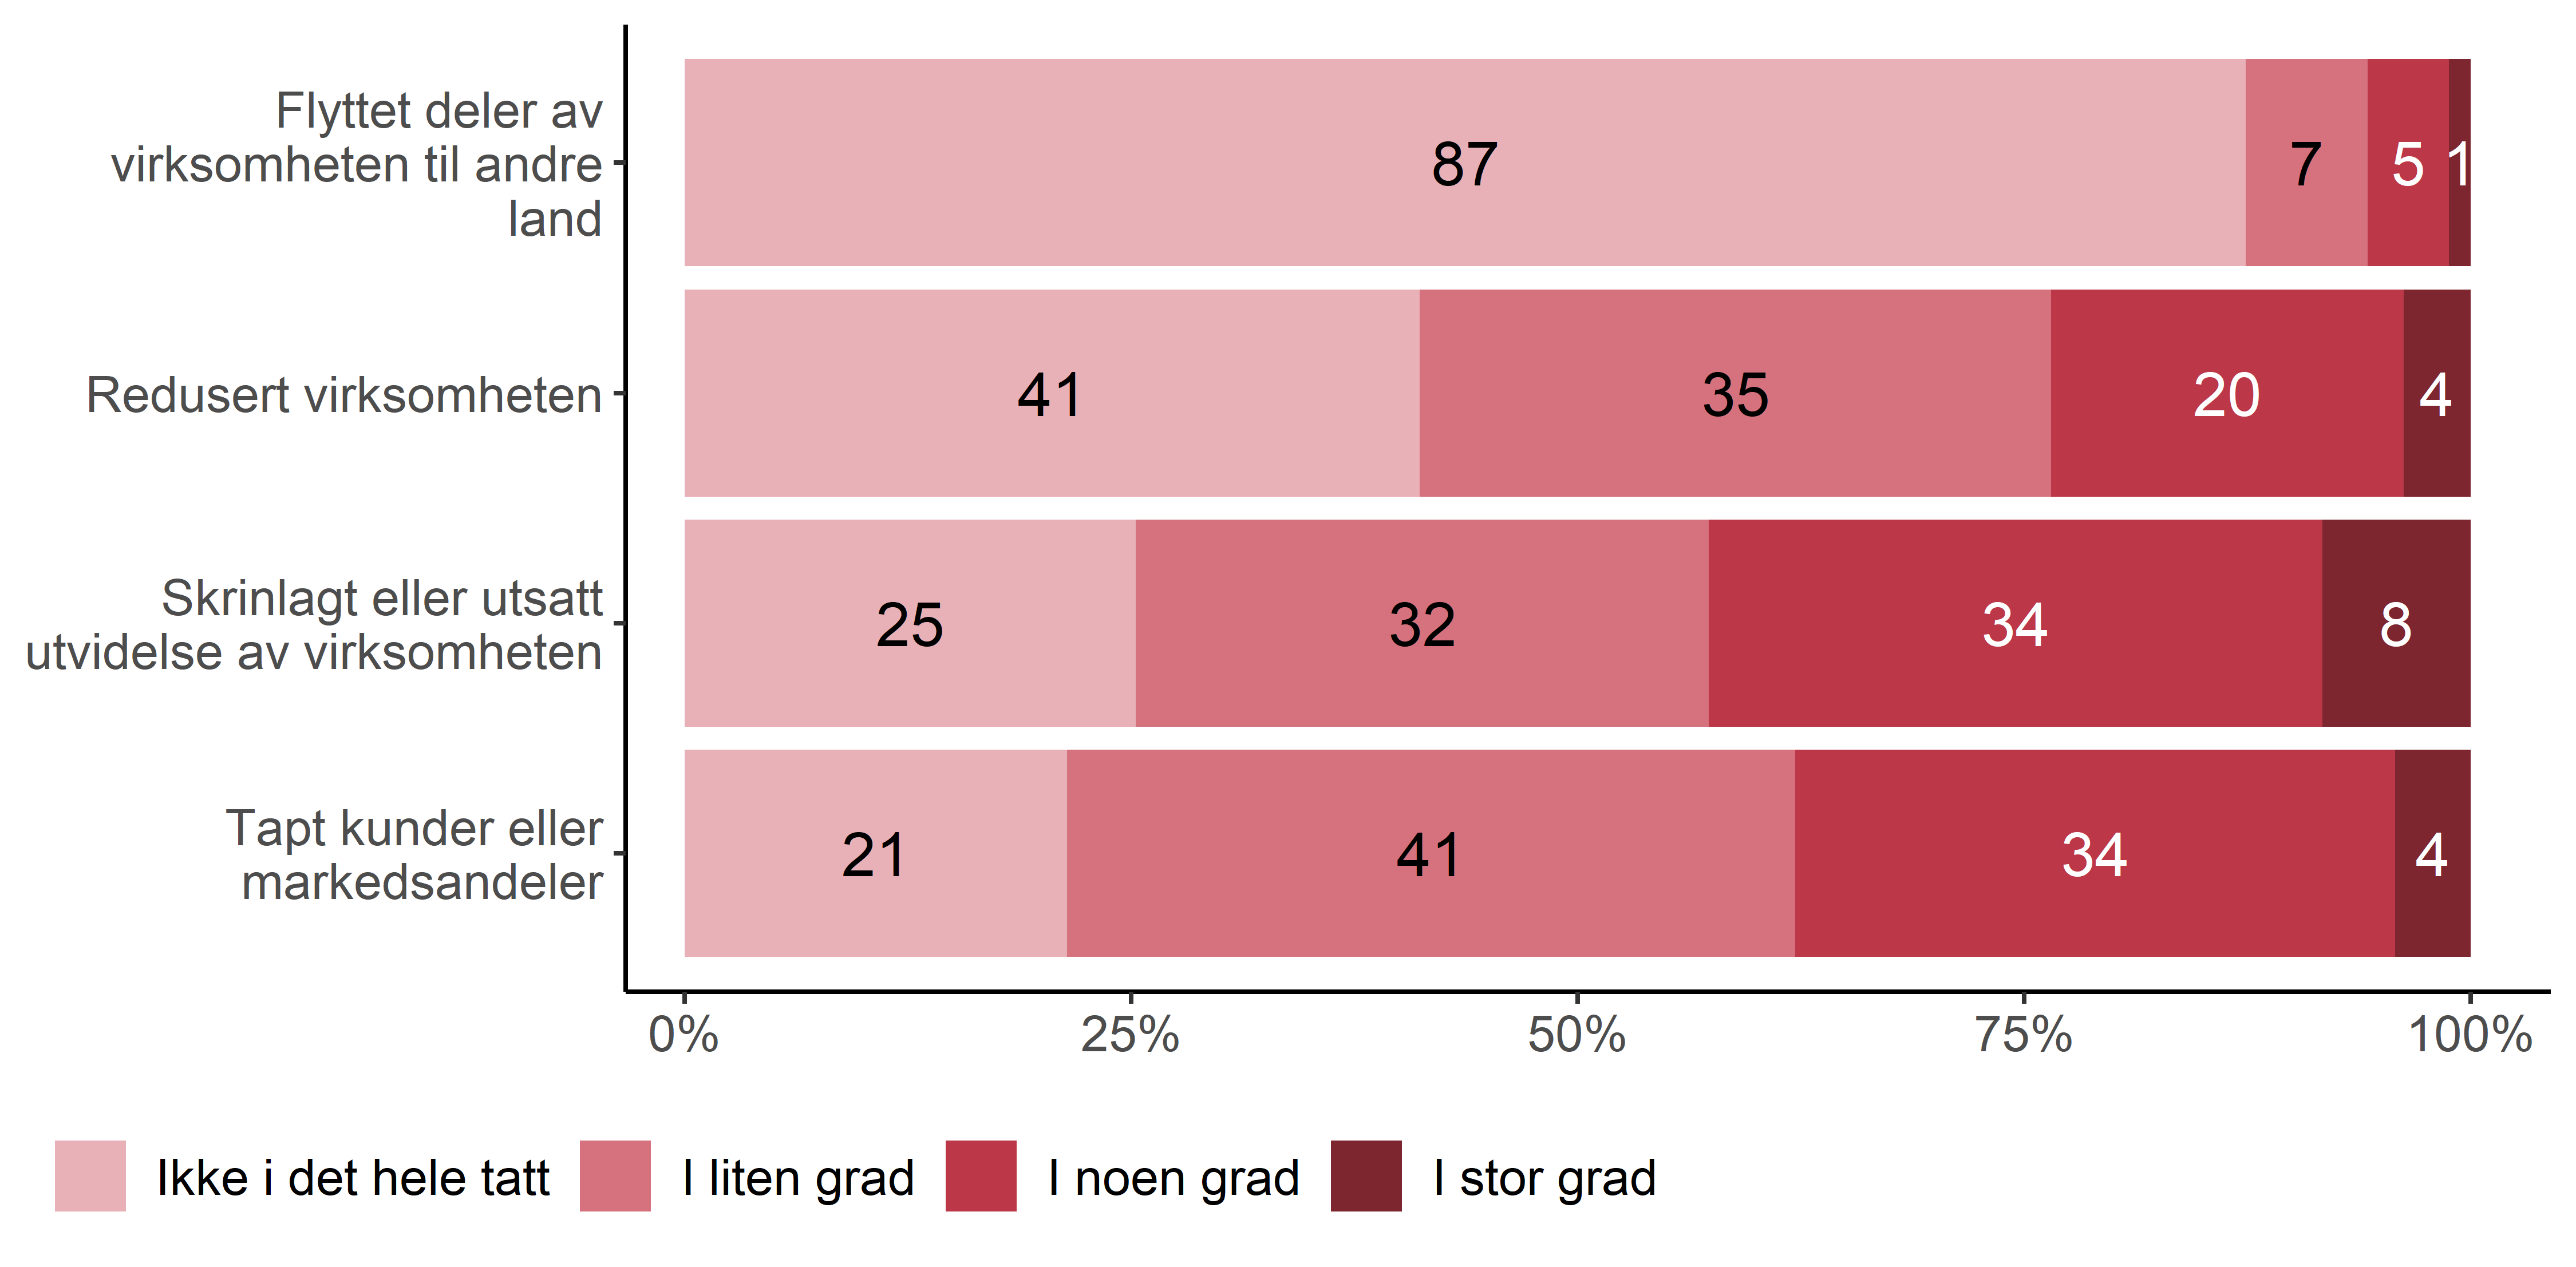 Flyttet deler av
virksomheten til andre
land
87 7 5 1
Redusert virksomheten
41 35 20 4
Skrinlagt eller utsatt
utvidelse av virksomheten
25 32 34 8
Tapt kunder eller
markedsandeler
21 41 34 4
0% 25% 50% 75% 100%
Ikke i det hele tatt I liten grad I noen grad I stor grad